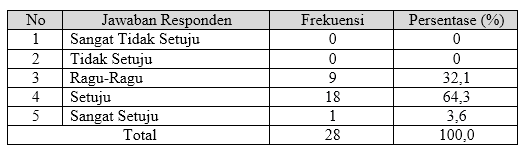 No Jawaban Responden Frekuensi Persentase (%)
1 Sangat Tidak Setuju 0 0
2 Tidak Setuju 0 0
3 Ragu-Ragu 9 32,1
4 Setuju 18 64,3
5 Sangat Setuju 1 3,6
Total 28 100,0